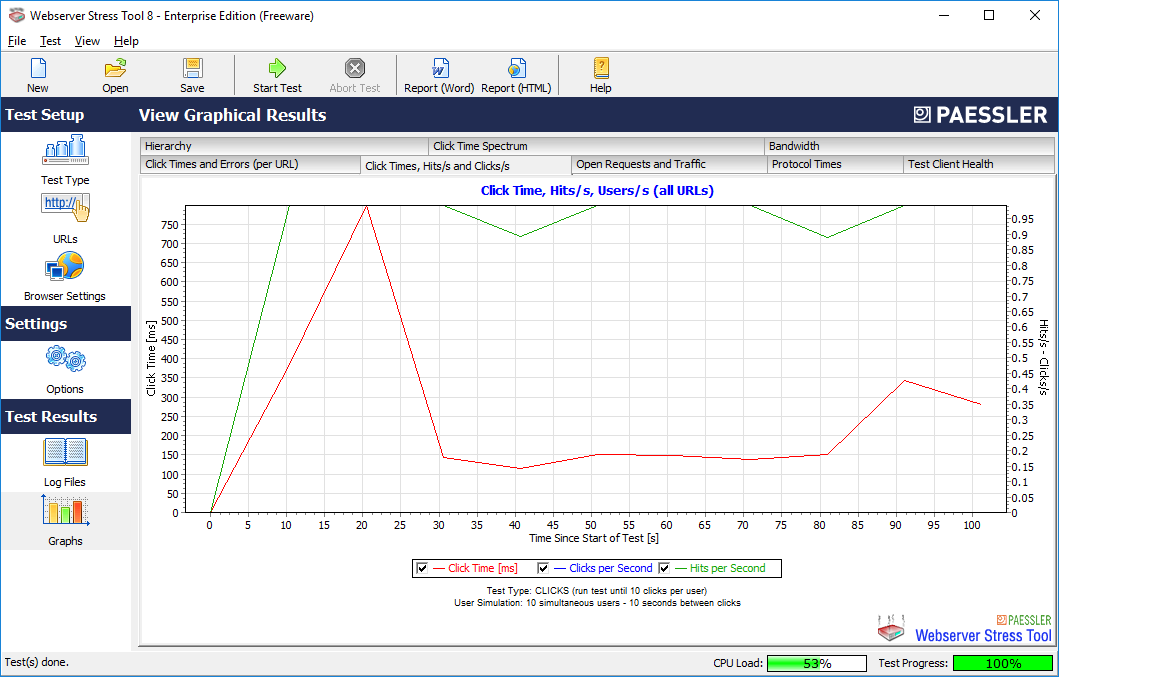 Webserver Stress Tool 8 - Enterprise Edition (Freeware)
File Test View Help
New Open Save Start Test Abort Test Report (Word) Report (HTML) Help
Test Setup
View Graphical Results
PAESSLER
Test Type
http://
URLs
Browser Settings
Settings
Options
Test Results
Log Files
Graphs
Hierarchy Click Time Spectrum Bandwidth
Click Times and Errors (per URL) Click Times, Hits/s and Clicks/s Open Requests and Traffic Protocol Times Test Client Health
Click Time, Hits/s, Users/s (all URLs)
Click Time [ms]
750
700
650
600
550
500
450
400
350
300
250
200
150
100
50
0
0.95
0.9
0.85
0.8
0.75
0.7
0.65
0.6
0.55
0.5
0.45
0.4
0.35
0.3
0.25
0.2
0.15
0.1
0.05
0
Hits/s - Clicks/s
0 5 10 15 20 25 30 35 40 45 50 55 60 65 70 75 80 85 90 95 100
Time Since Start of Test [s]
Click Time [ms] Clicks per Second Hits per Second
Test Type: CLICKS (run test until 10 clicks per user)
User Simulation: 10 simultaneous users - 10 seconds between clicks
PAESSLER
Webserver Stress Tool
Test(s) done.
CPU Load: 53% Test Progress: 100%